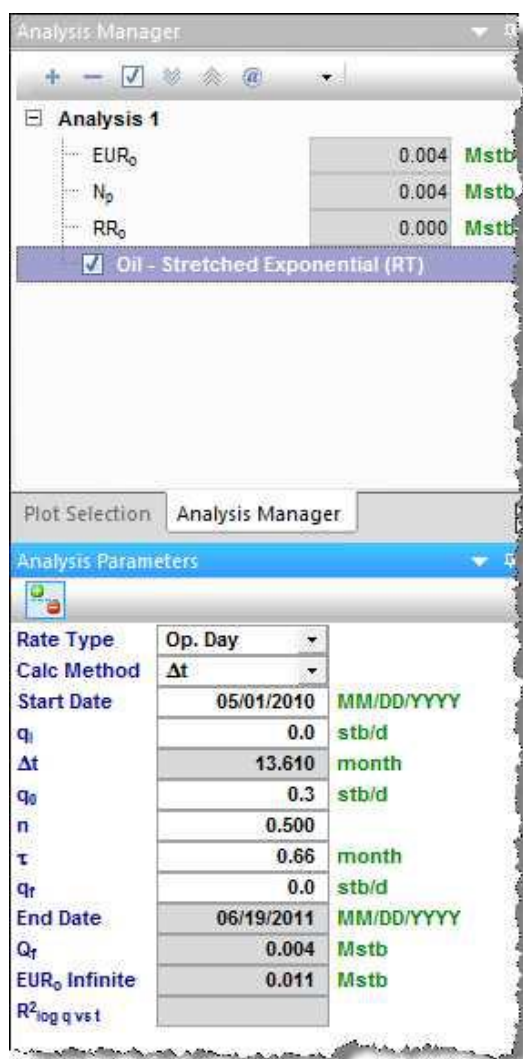 Analysis Manager
Analysis 1
EURo 0.004 Mstb
Np 0.004 Mstb
RRo 0.000 Mstb
Oil - Stretched Exponential (RT)
Plot Selection Analysis Manager
Analysis Parameters
Rate Type Op. Day
Calc Method Δt
Start Date 05/01/2010 MM/DD/YYYY
qi 0.0 stb/d
Δt 13.610 month
q0 0.3 stb/d
n 0.500
τ 0.66 month
qf 0.0 stb/d
End Date 06/19/2011 MM/DD/YYYY
Qf 0.004 Mstb
EURo Infinite 0.011 Mstb
R2log q vs t